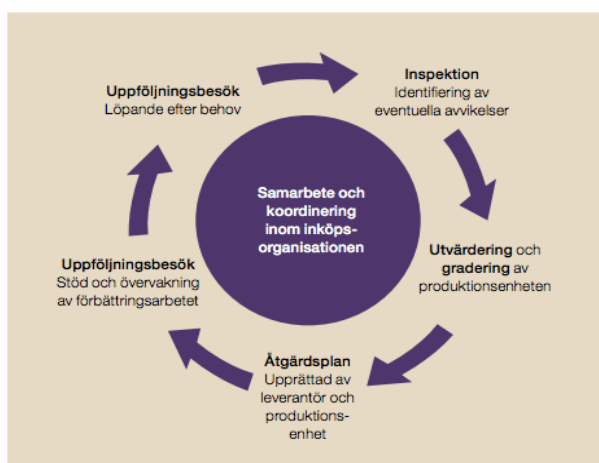 Uppföljningsbesök
Löpande efter behov
Inspektion
Identifiering av
eventuella avvikelser
Samarbete och
koordinering
inom inköps-
organisationen
Utvärdering och
gradering av
produktionsenheten
Uppföljningsbesök
Stöd och övervakning
av förbättringsarbetet
Åtgärdsplan
Upprättad av
leverantör och
produktions-
enhet